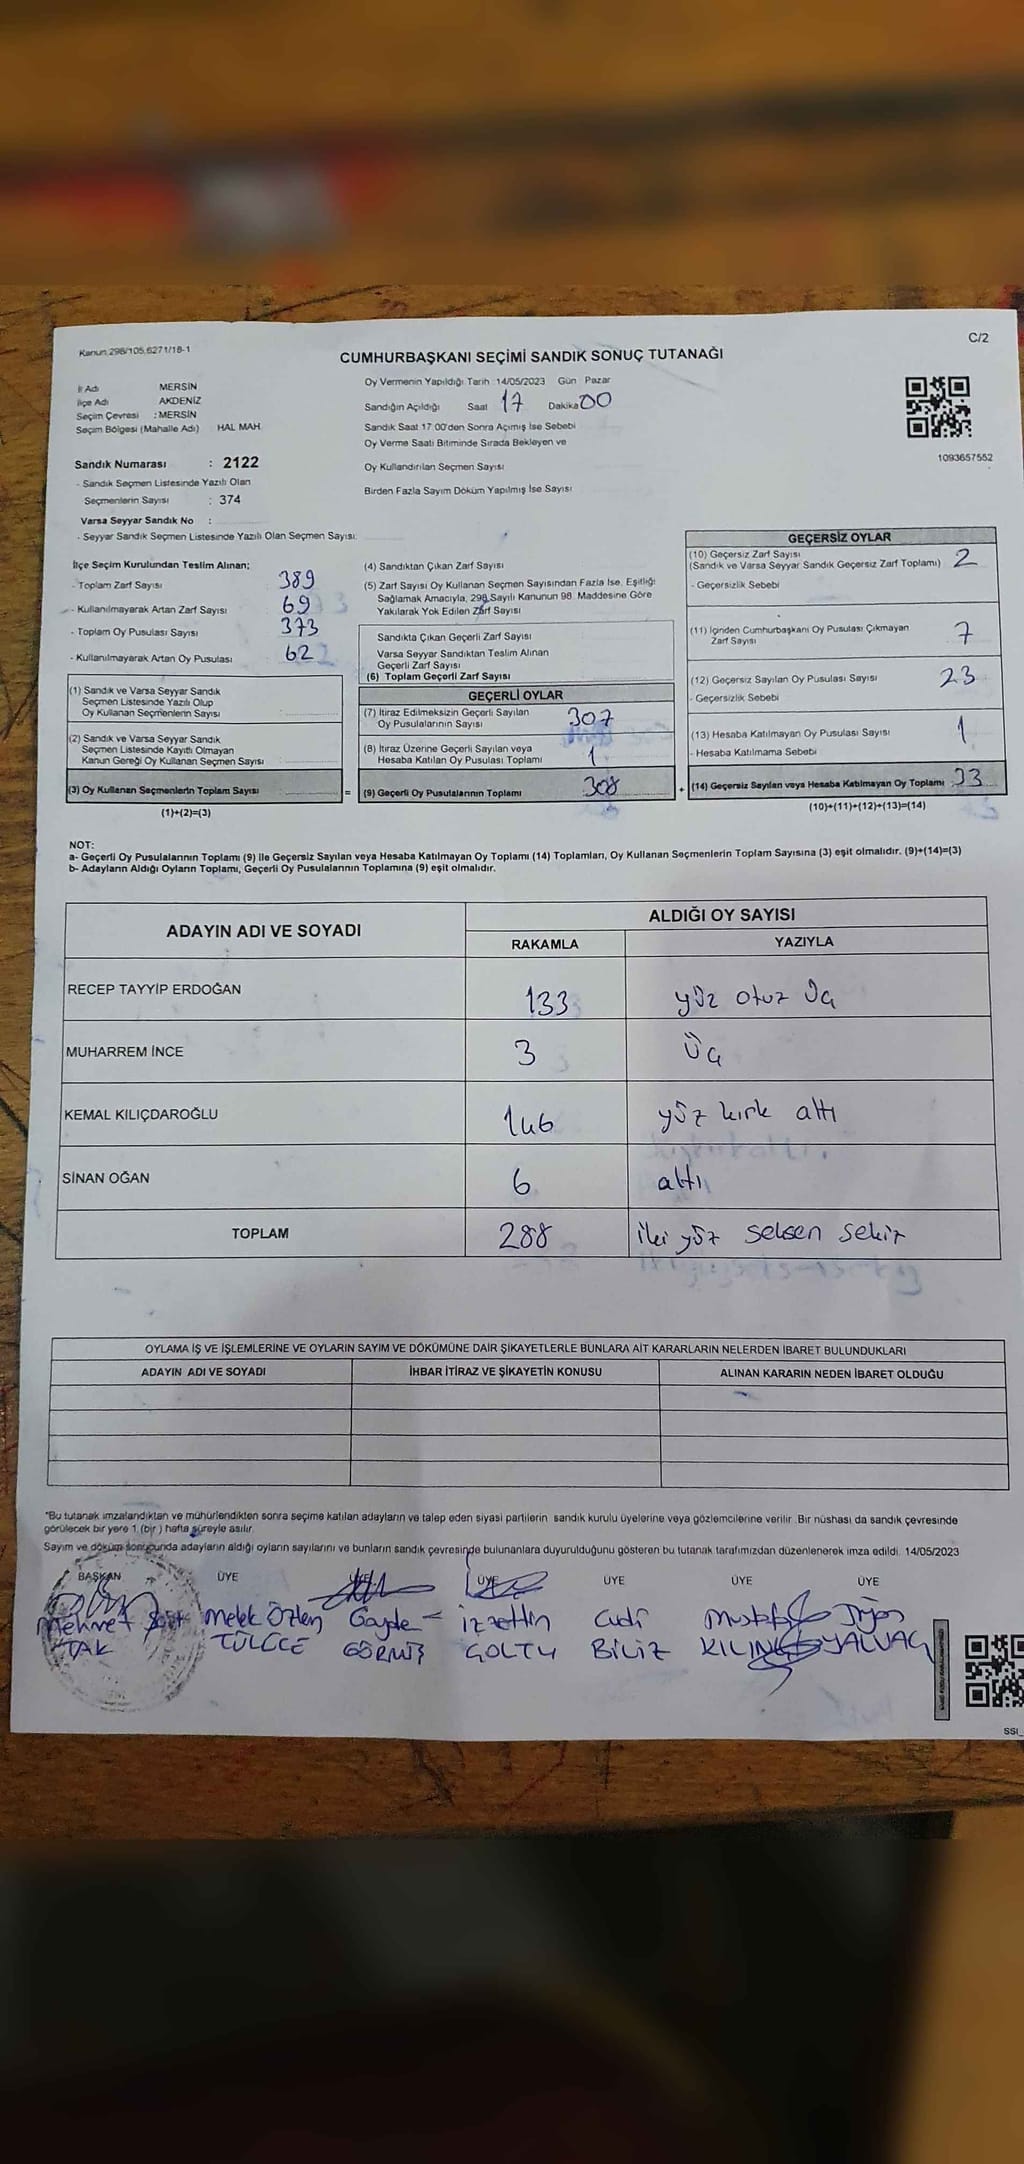 Kanun:298/105,6271/18-1
C/2
CUMHURBAŞKANI SEÇİMİ SANDIK SONUÇ TUTANAĞI
İl Adı MERSİN
İlçe Adı AKDENİZ
Seçim Çevresi : MERSİN
Seçim Bölgesi (Mahalle Adı) HAL MAH.
Oy Vermenin Yapıldığı Tarih :14/05/2023 Gün Pazar
Sandığın Açıldığı Saat 17 Dakika 00
Sandık Saat 17:00'den Sonra Açımış İse Sebebi
Oy Verme Saati Bitiminde Sırada Bekleyen ve
Oy Kullandırılan Seçmen Sayısı
Birden Fazla Sayım Döküm Yapılmış İse Sayısı
1093657552
Sandık Numarası : 2122
- Sandık Seçmen Listesinde Yazılı Olan
Seçmenlerin Sayısı : 374
Varsa Seyyar Sandık No :
- Seyyar Sandık Seçmen Listesinde Yazılı Olan Seçmen Sayısı:
İlçe Seçim Kurulundan Teslim Alınan;
- Toplam Zarf Sayısı 389
- Kullanılmayarak Artan Zarf Sayısı 69
- Toplam Oy Pusulası Sayısı 373
- Kullanılmayarak Artan Oy Pusulası 62
(1) Sandık ve Varsa Seyyar Sandık
Seçmen Listesinde Yazılı Olup
Oy Kullanan Seçmenlerin Sayısı
(2) Sandık ve Varsa Seyyar Sandık
Seçmen Listesinde Kayıtlı Olmayan
Kanun Gereği Oy Kullanan Seçmen Sayısı
(3) Oy Kullanan Seçmenlerin Toplam Sayısı =
(1)+(2)=(3)
(4) Sandıktan Çıkan Zarf Sayısı
(5) Zarf Sayısı Oy Kullanan Seçmen Sayısından Fazla İse, Eşitliği
Sağlamak Amacıyla, 298 Sayılı Kanunun 98. Maddesine Göre
Yakılarak Yok Edilen Zarf Sayısı
Sandıkta Çıkan Geçerli Zarf Sayısı
Varsa Seyyar Sandıktan Teslim Alınan
Geçerli Zarf Sayısı
(6) Toplam Geçerli Zarf Sayısı
GEÇERLİ OYLAR
(7) İtiraz Edilmeksizin Geçerli Sayılan
Oy Pusulalarının Sayısı 307
(8) İtiraz Üzerine Geçerli Sayılan veya
Hesaba Katılan Oy Pusulası Toplamı 1
(9) Geçerli Oy Pusulalarının Toplamı 308 +
GEÇERSİZ OYLAR
(10) Geçersiz Zarf Sayısı
(Sandık ve Varsa Seyyar Sandık Geçersiz Zarf Toplamı) 2
- Geçersizlik Sebebi
(11) İçinden Cumhurbaşkanı Oy Pusulası Çıkmayan
Zarf Sayısı 7
(12) Geçersiz Sayılan Oy Pusulası Sayısı 23
- Geçersizlik Sebebi
(13) Hesaba Katılmayan Oy Pusulası Sayısı 1
- Hesaba Katılmama Sebebi
(14) Geçersiz Sayılan veya Hesaba Katılmayan Oy Toplamı 33
(10)+(11)+(12)+(13)=(14)
NOT:
a- Geçerli Oy Pusulalarının Toplamı (9) ile Geçersiz Sayılan veya Hesaba Katılmayan Oy Toplamı (14) Toplamları, Oy Kullanan Seçmenlerin Toplam Sayısına (3) eşit olmalıdır. (9)+(14)=(3)
b- Adayların Aldığı Oyların Toplamı, Geçerli Oy Pusulalarının Toplamına (9) eşit olmalıdır.
ADAYIN ADI VE SOYADI
ALDIĞI OY SAYISI
RAKAMLA YAZIYLA
RECEP TAYYİP ERDOĞAN 133 yüz otuz üç
MUHARREM İNCE 3 üç
KEMAL KILIÇDAROĞLU 146 yüz kırk altı
SİNAN OĞAN 6 altı
TOPLAM 288 iki yüz seksen sekiz
OYLAMA İŞ VE İŞLEMLERİNE VE OYLARIN SAYIM VE DÖKÜMÜNE DAİR ŞİKAYETLERLE BUNLARA AİT KARARLARIN NELERDEN İBARET BULUNDUKLARI
ADAYIN ADI VE SOYADI İHBAR İTİRAZ VE ŞİKAYETİN KONUSU ALINAN KARARIN NEDEN İBARET OLDUĞU
*Bu tutanak imzalandıktan ve mühürlendikten sonra seçime katılan adayların ve talep eden siyasi partilerin sandık kurulu üyelerine veya gözlemcilerine verilir. Bir nüshası da sandık çevresinde
görülecek bir yere 1 (bir) hafta süreyle asılır.
Sayım ve döküm sonucunda adayların aldığı oyların sayılarını ve bunların sandık çevresinde bulunanlara duyurulduğunu gösteren bu tutanak tarafımızdan düzenlenerek imza edildi. 14/05/2023
BAŞKAN ÜYE ÜYE ÜYE ÜYE ÜYE ÜYE
Mehmet Melek Özlem İzzettin Cudi Mustafa
TAK TÜLÜCE GÖRMÜŞ GOLTU BİLİZ KILINÇ YALVAÇ
SSI_